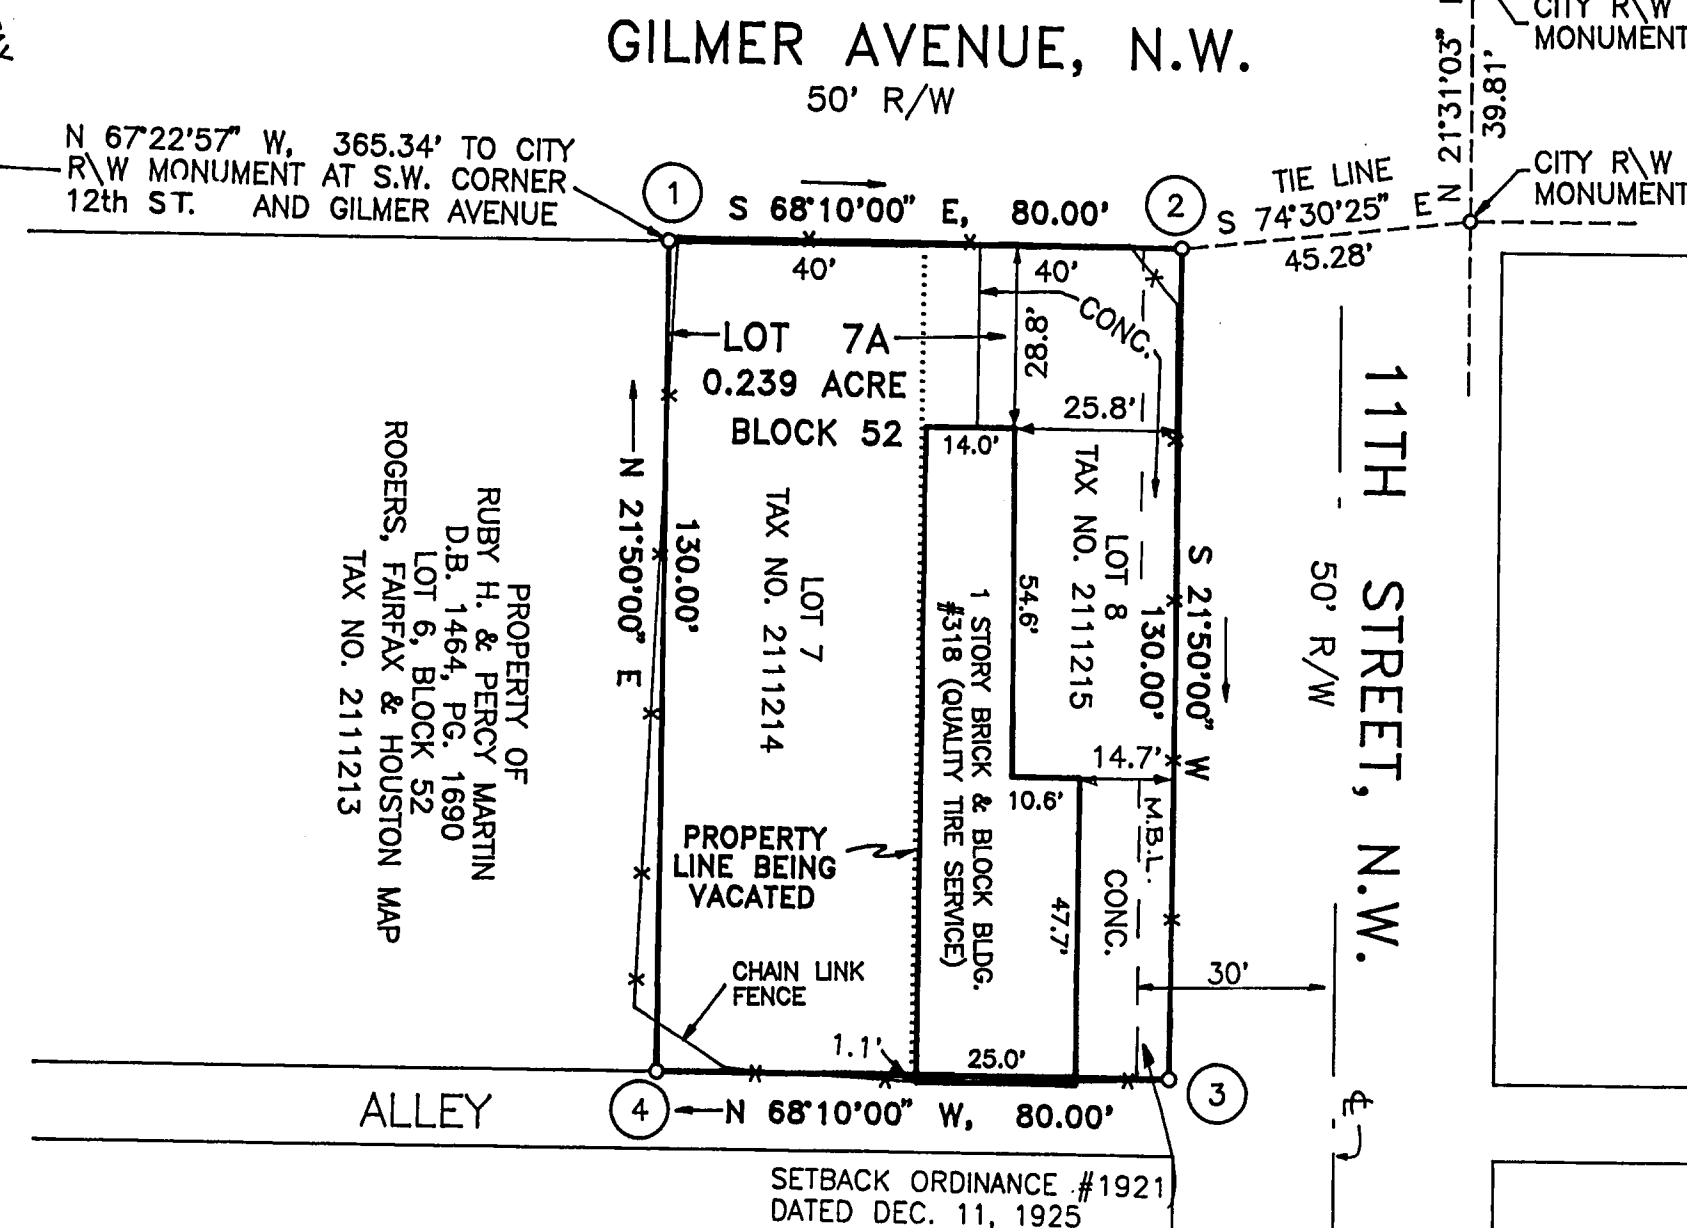 GILMER AVENUE, N.W.
50' R/W
CITY R\W
MONUMENT
N 21°31'03"
39.81'
N 67°22'57" W, 365.34' TO CITY
R\W MONUMENT AT S.W. CORNER
12th ST. AND GILMER AVENUE
1
S 68°10'00" E, 80.00'
2
TIE LINE
S 74°30'25" E
45.28'
CITY R\W
MONUMENT
40'
40'
CONC.
28.8'
LOT 7A
0.239 ACRE
BLOCK 52
25.8'
14.0'
N 21°50'00" E
130.00'
LOT 7
TAX NO. 2111214
LOT 8
TAX NO. 2111215
54.6'
1 STORY BRICK & BLOCK BLDG.
#318 (QUALITY TIRE SERVICE)
130.00'
S 21°50'00" W
11TH STREET, N.W.
50' R/W
PROPERTY OF
RUBY H. & PERCY MARTIN
D.B. 1464, PG. 1690
LOT 6, BLOCK 52
ROGERS, FAIRFAX & HOUSTON MAP
TAX NO. 2111213
14.7'
10.6'
M.B.L.
PROPERTY
LINE BEING
VACATED
47.7'
CONC.
CHAIN LINK
FENCE
30'
1.1'
25.0'
ALLEY
4
N 68°10'00" W, 80.00'
3
SETBACK ORDINANCE #1921
DATED DEC. 11, 1925